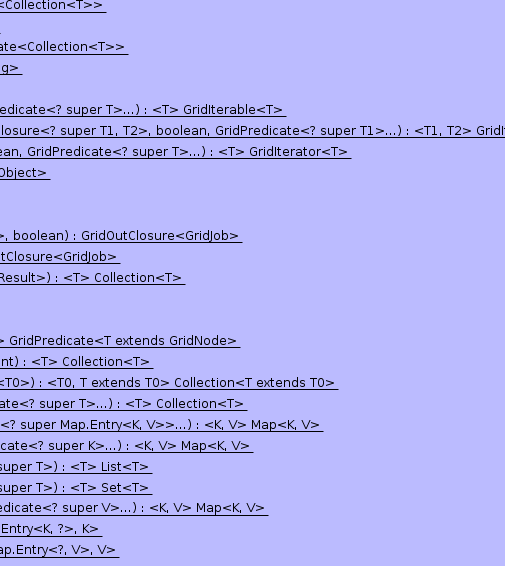 <Collection<T>>
ate<Collection<T>>
g>
edicate<? super T>...) : <T> GridIterable<T>
losure<? super T1, T2>, boolean, GridPredicate<? super T1>...) : <T1, T2> GridI
ean, GridPredicate<? super T>...) : <T> GridIterator<T>
Object>
>, boolean) : GridOutClosure<GridJob>
tClosure<GridJob>
Result>) : <T> Collection<T>
> GridPredicate<T extends GridNode>
nt) : <T> Collection<T>
<T0>) : <T0, T extends T0> Collection<T extends T0>
ate<? super T>...) : <T> Collection<T>
<? super Map.Entry<K, V>>...) : <K, V> Map<K, V>
icate<? super K>...) : <K, V> Map<K, V>
super T>) : <T> List<T>
super T>) : <T> Set<T>
edicate<? super V>...) : <K, V> Map<K, V>
.Entry<K, ?>, K>
ap.Entry<?, V>, V>